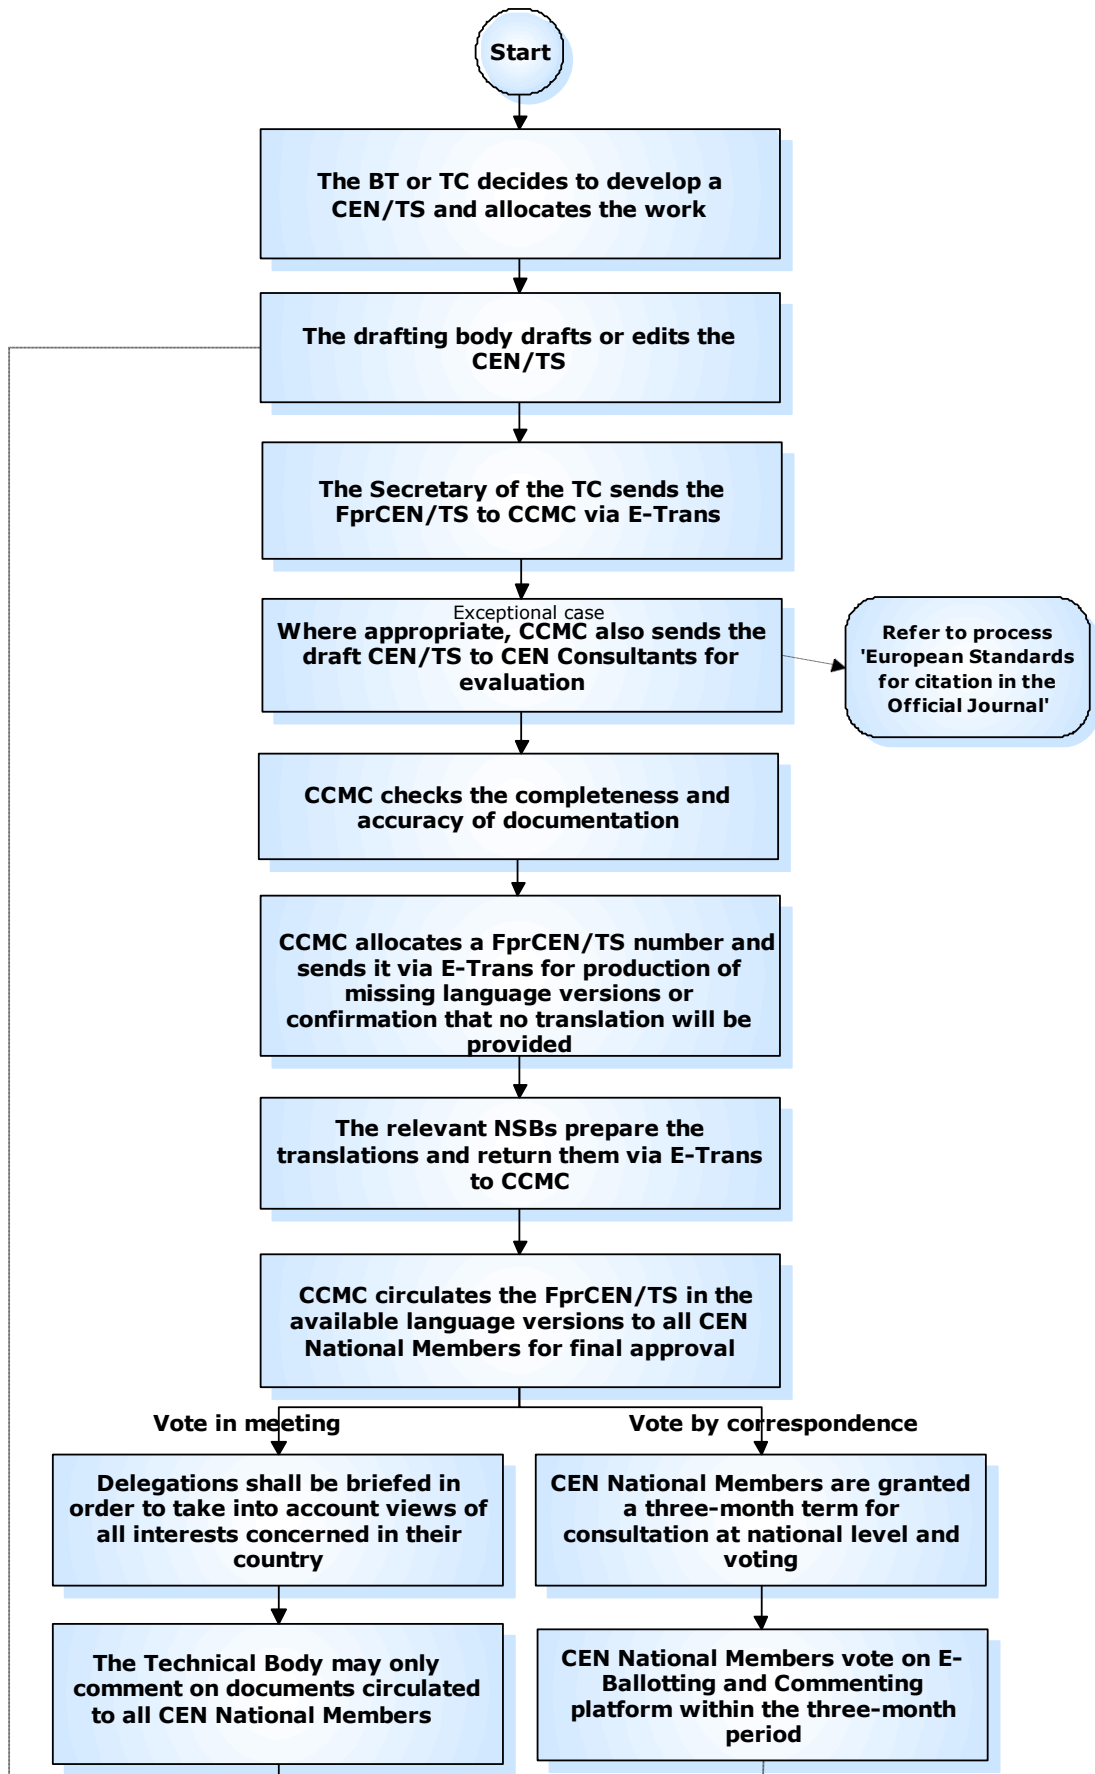 Start
The BT or TC decides to develop a
CEN/TS and allocates the work
The drafting body drafts or edits the
CEN/TS
The Secretary of the TC sends the
FprCEN/TS to CCMC via E-Trans
Exceptional case
Where appropriate, CCMC also sends the
draft CEN/TS to CEN Consultants for
evaluation
Refer to process
'European Standards
for citation in the
Official Journal'
CCMC checks the completeness and
accuracy of documentation
CCMC allocates a FprCEN/TS number and
sends it via E-Trans for production of
missing language versions or
confirmation that no translation will be
provided
The relevant NSBs prepare the
translations and return them via E-Trans
to CCMC
CCMC circulates the FprCEN/TS in the
available language versions to all CEN
National Members for final approval
Vote in meeting
Delegations shall be briefed in
order to take into account views of
all interests concerned in their
country
The Technical Body may only
comment on documents circulated
to all CEN National Members
Vote by correspondence
CEN National Members are granted
a three-month term for
consultation at national level and
voting
CEN National Members vote on E-
Ballotting and Commenting
platform within the three-month
period